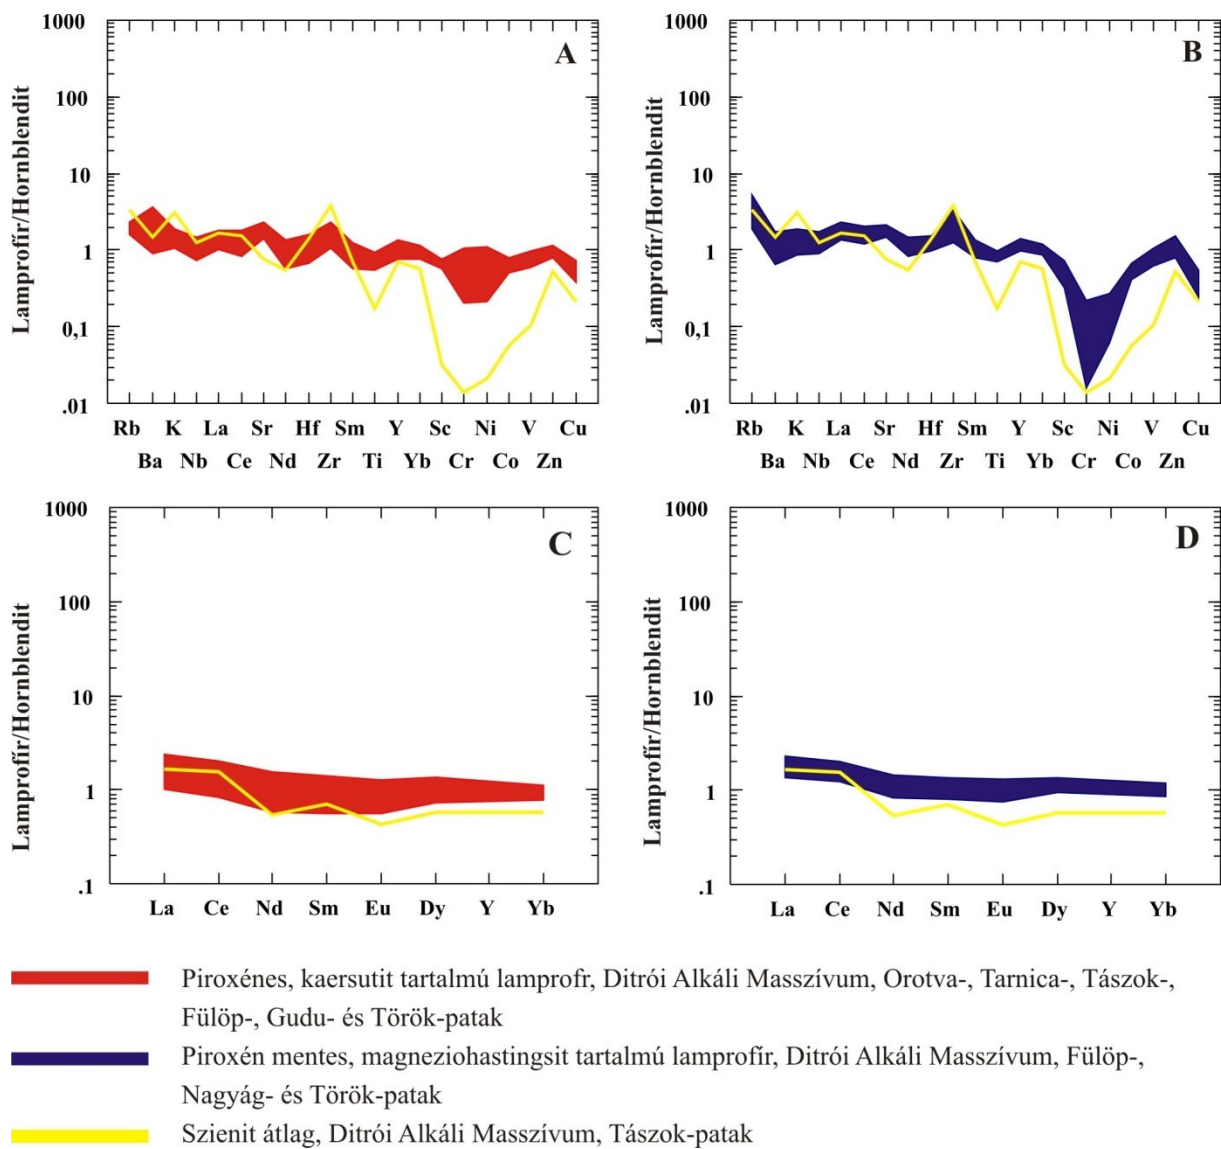 A
Lamprofír/Hornblendit
1000
100
10
1
0,1
.01
Rb K La Sr Hf Sm Y Sc Ni V Cu
Ba Nb Ce Nd Zr Ti Yb Cr Co Zn
B
Lamprofír/Hornblendit
1000
100
10
1
0,1
.01
Rb K La Sr Hf Sm Y Sc Ni V Cu
Ba Nb Ce Nd Zr Ti Yb Cr Co Zn
C
Lamprofír/Hornblendit
1000
100
10
1
.1
La Ce Nd Sm Eu Dy Y Yb
D
Lamprofír/Hornblendit
1000
100
10
1
.1
La Ce Nd Sm Eu Dy Y Yb
Piroxénes, kaersutit tartalmú lamprofr, Ditrói Alkáli Masszívum, Orotva-, Tarnica-, Tászok-,
Fülöp-, Gudu- és Török-patak
Piroxén mentes, magneziohastingsit tartalmú lamprofír, Ditrói Alkáli Masszívum, Fülöp-,
Nagyág- és Török-patak
Szienit átlag, Ditrói Alkáli Masszívum, Tászok-patak